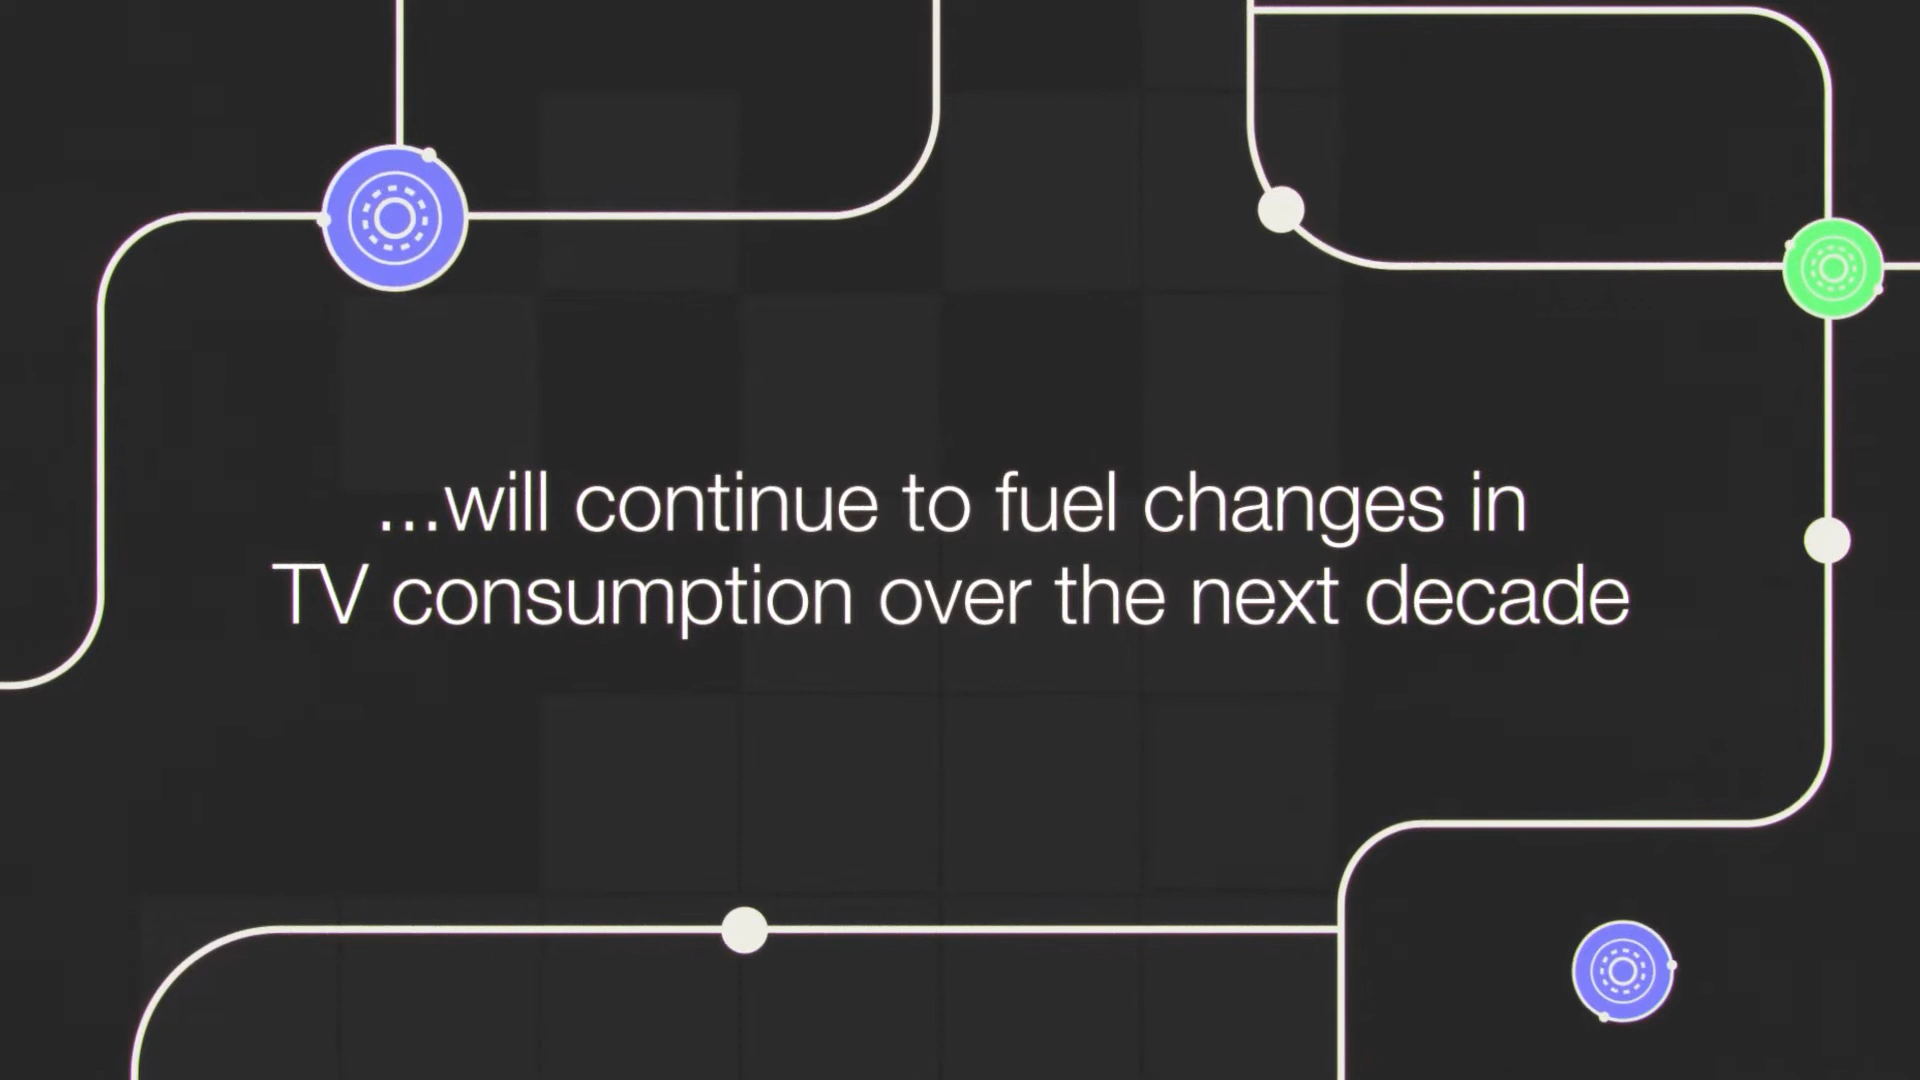 ...will continue to fuel changes in
TV consumption over the next decade